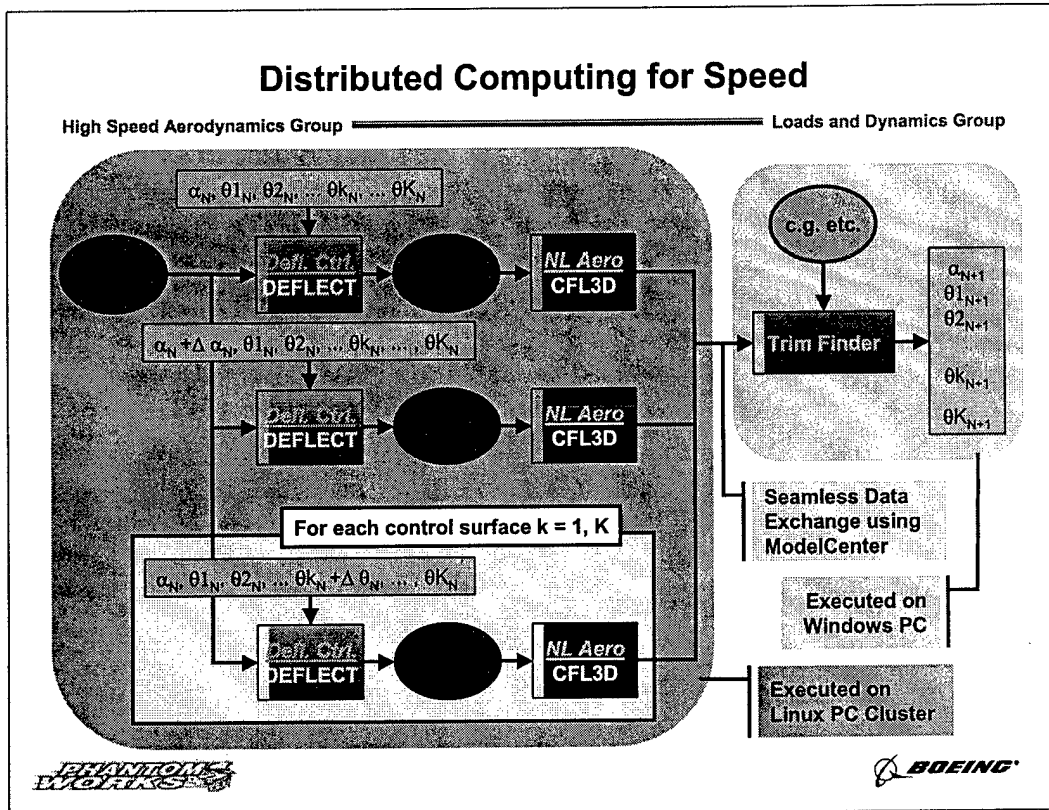 Distributed Computing for Speed
High Speed Aerodynamics Group
Loads and Dynamics Group
α_N, θ1_N, θ2_N, ... θk_N, ... θK_N
Defl. Ctrl.
DEFLECT
NL Aero
CFL3D
c.g. etc.
Trim Finder
α_N+1
θ1_N+1
θ2_N+1
θk_N+1
θK_N+1
α_N +Δ α_N, θ1_N, θ2_N, ... θk_N, ... , θK_N
Defl. Ctrl.
DEFLECT
NL Aero
CFL3D
For each control surface k = 1, K
α_N, θ1_N, θ2_N, ... θk_N +Δ θ_N, ... , θK_N
Defl. Ctrl.
DEFLECT
NL Aero
CFL3D
Seamless Data
Exchange using
ModelCenter
Executed on
Windows PC
Executed on
Linux PC Cluster
PHANTOM
WORKS
BOEING